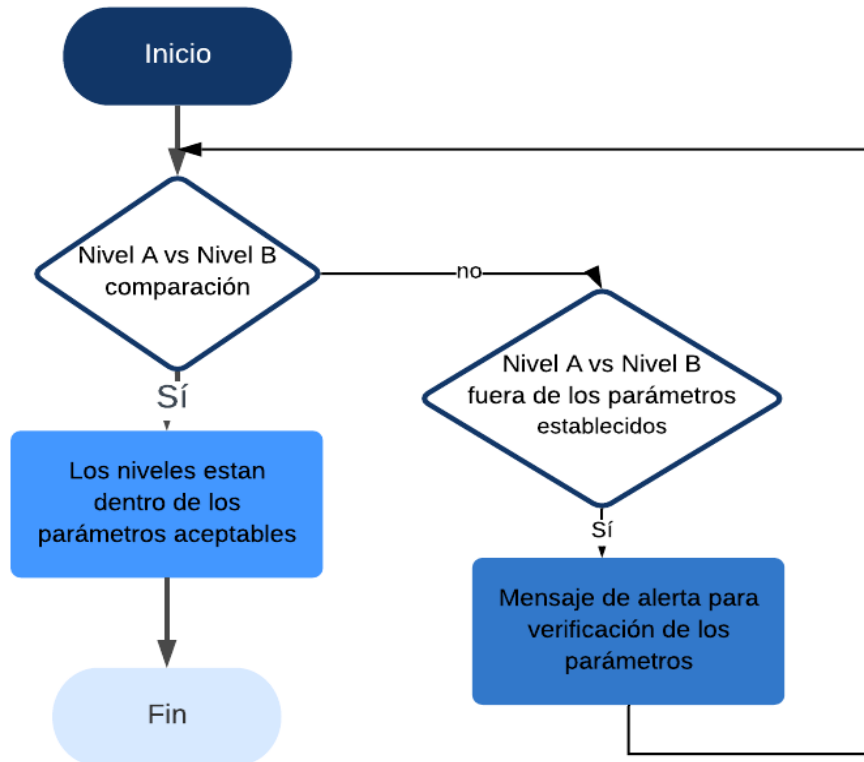 Inicio
Nivel A vs Nivel B
comparación
no
Nivel A vs Nivel B
fuera de los parámetros
establecidos
Sí
Los niveles estan
dentro de los
parámetros aceptables
Sí
Mensaje de alerta para
verificación de los
parámetros
Fin